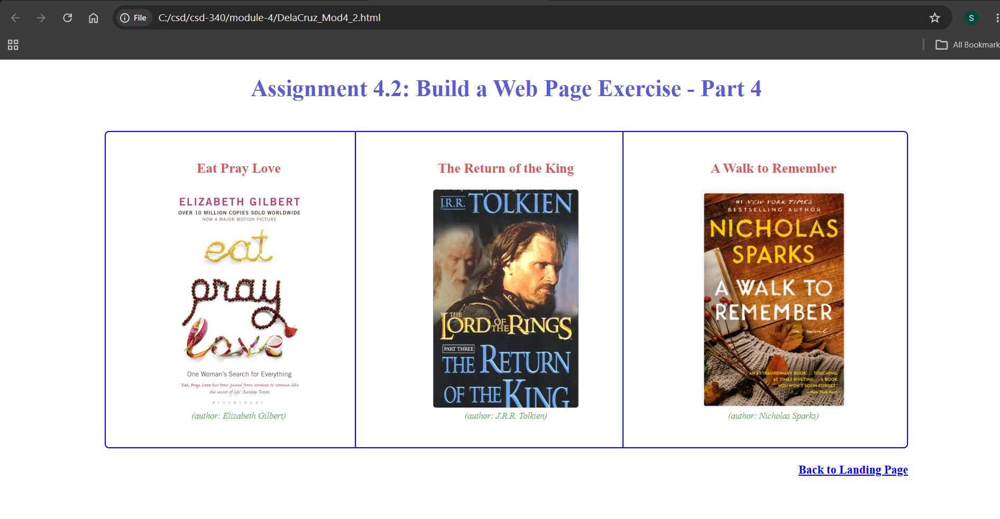 File
C:/csd/csd-340/module-4/DelaCruz_Mod4_2.html
S
All Bookmark
Assignment 4.2: Build a Web Page Exercise - Part 4
Eat Pray Love
ELIZABETH GILBERT
OVER 10 MILLION COPIES SOLD WORLDWIDE
NOW A MAJOR MOTION PICTURE
eat
pray
love
One Woman's Search for Everything
'Eat, Pray, Love has been passed from woman to woman like
the secret of life' Sunday Times
BLOOMSBURY
(author: Elizabeth Gilbert)
The Return of the King
J.R.R. TOLKIEN
THE
LORD OF THE RINGS
PART THREE
THE RETURN
OF THE KING
(author: J.R.R. Tolkien)
A Walk to Remember
#1 NEW YORK TIMES
BESTSELLING AUTHOR
NICHOLAS
SPARKS
A WALK TO
REMEMBER
a novel
"AN EXTRAORDINARY BOOK . . . TOUCHING,
AT TIMES RIVETING . . . A BOOK
YOU WON'T SOON FORGET."
—New York Post
(author: Nicholas Sparks)
Back to Landing Page